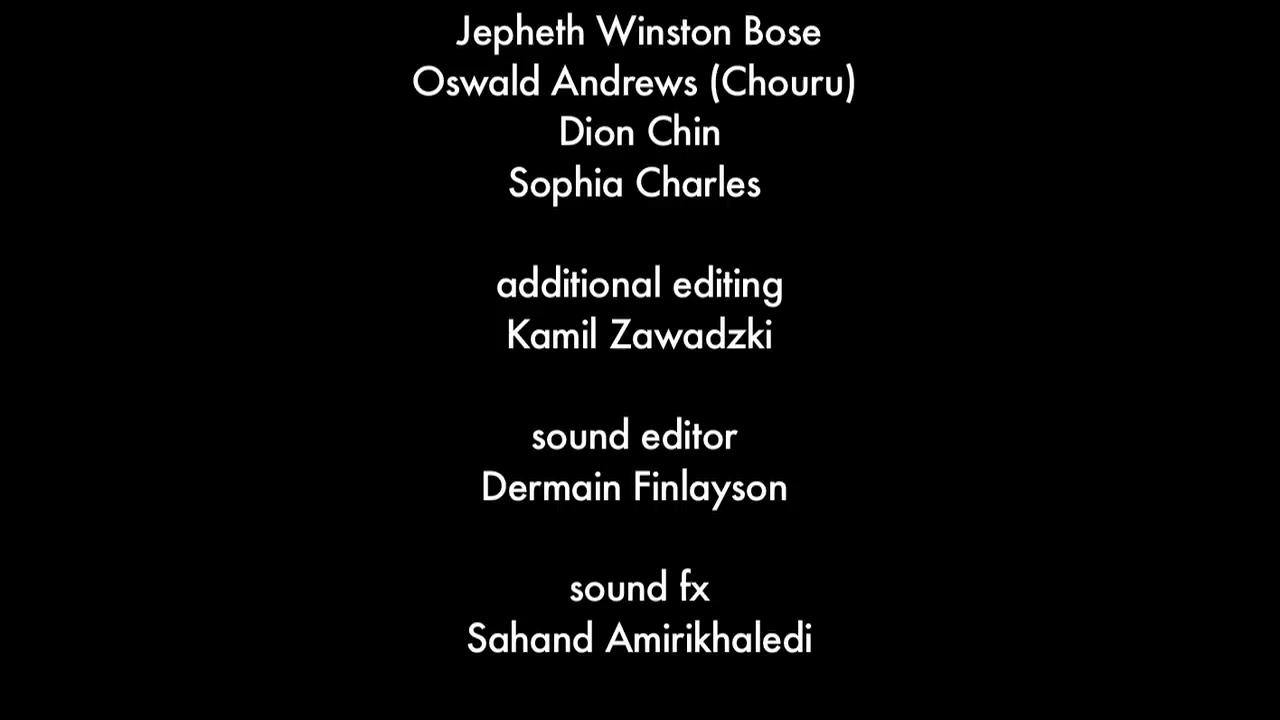 Jepheth Winston Bose
Oswald Andrews (Chouru)
Dion Chin
Sophia Charles
additional editing
Kamil Zawadzki
sound editor
Dermain Finlayson
sound fx
Sahand Amirikhaledi